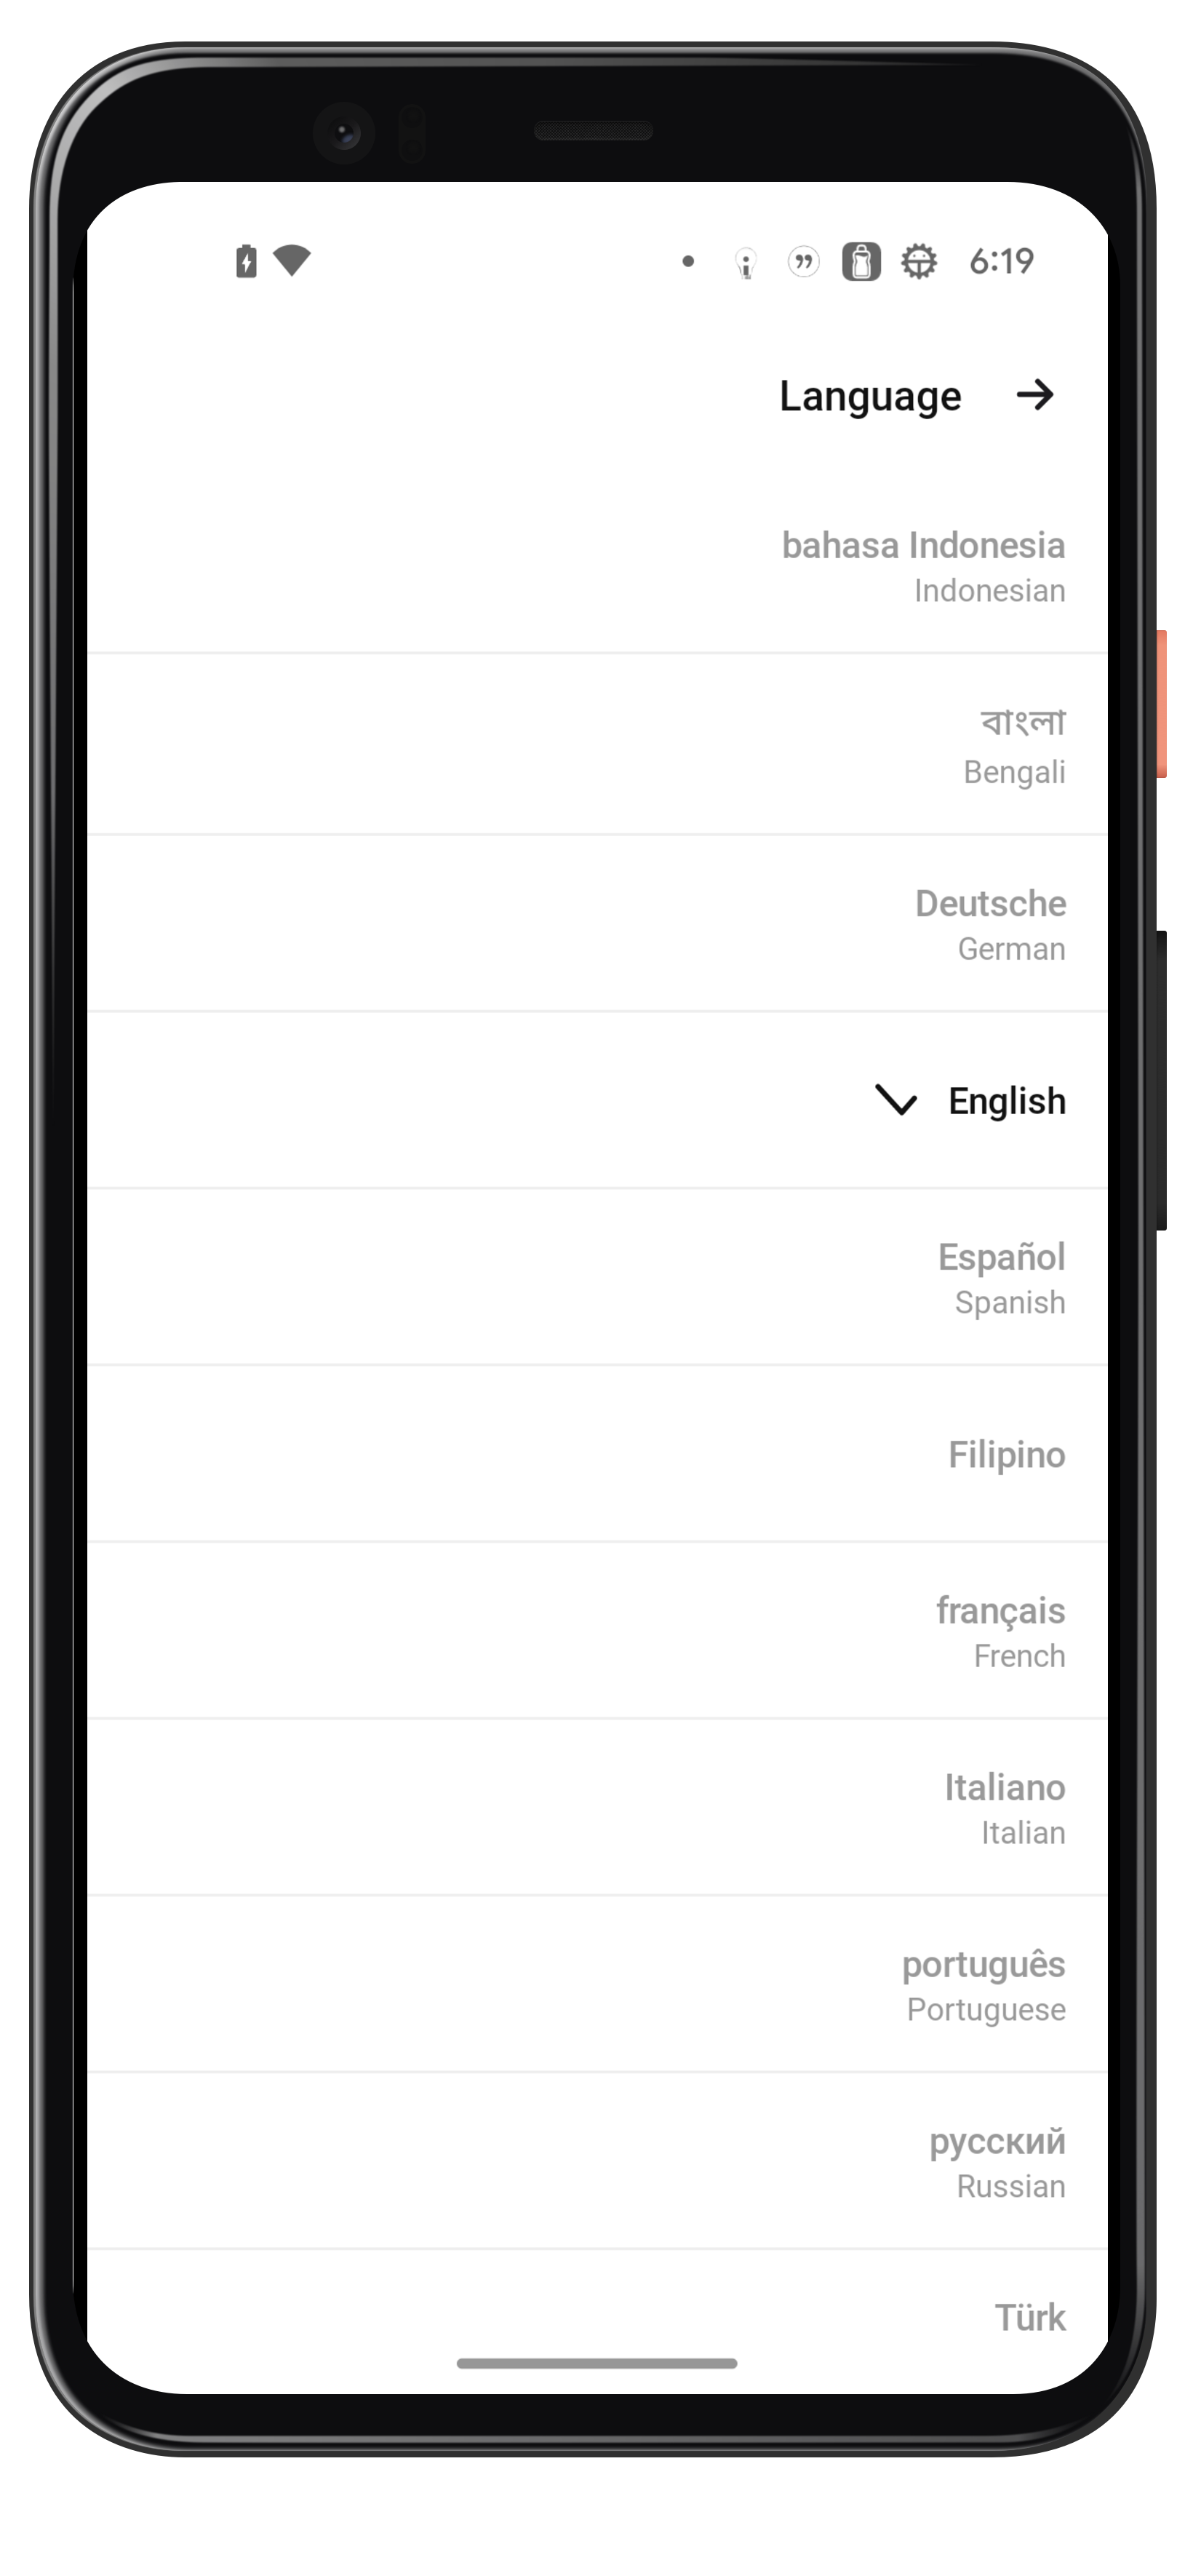 6:19
Language
bahasa Indonesia
Indonesian
বাংলা
Bengali
Deutsche
German
English
Español
Spanish
Filipino
français
French
Italiano
Italian
português
Portuguese
русский
Russian
Türk